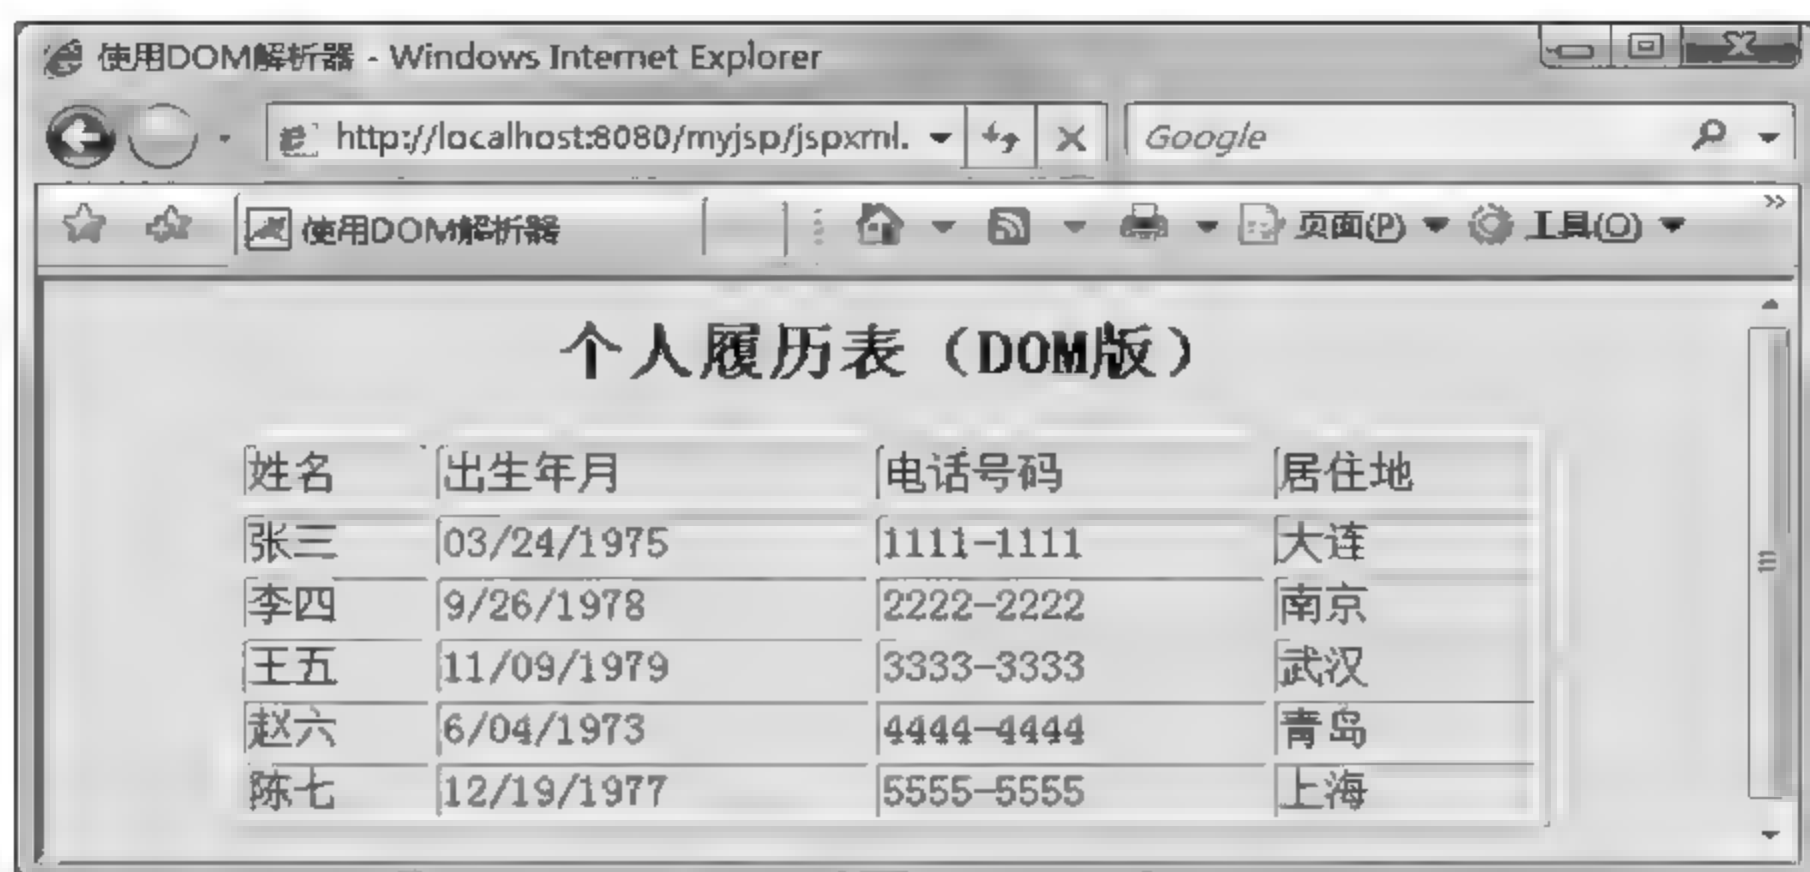 使用DOM解析器 - Windows Internet Explorer
http://localhost:8080/myjsp/jspxml. Google
使用DOM解析器 页面(P) 工具(O) »
个人履历表（DOM版）
姓名 出生年月 电话号码 居住地
张三 03/24/1975 1111-1111 大连
李四 9/26/1978 2222-2222 南京
王五 11/09/1979 3333-3333 武汉
赵六 6/04/1973 4444-4444 青岛
陈七 12/19/1977 5555-5555 上海